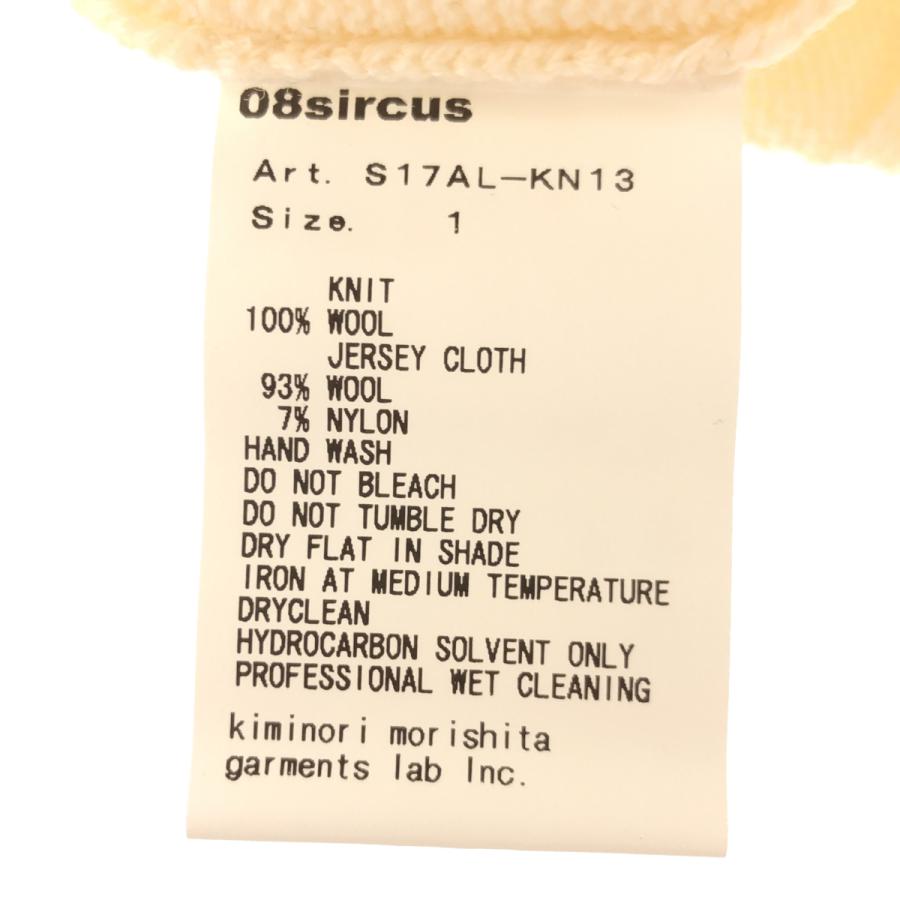 08sircus
Art. S17AL-KN13
Size. 1
KNIT
100% WOOL
JERSEY CLOTH
93% WOOL
7% NYLON
HAND WASH
DO NOT BLEACH
DO NOT TUMBLE DRY
DRY FLAT IN SHADE
IRON AT MEDIUM TEMPERATURE
DRYCLEAN
HYDROCARBON SOLVENT ONLY
PROFESSIONAL WET CLEANING
kiminori morishita
garments lab Inc.